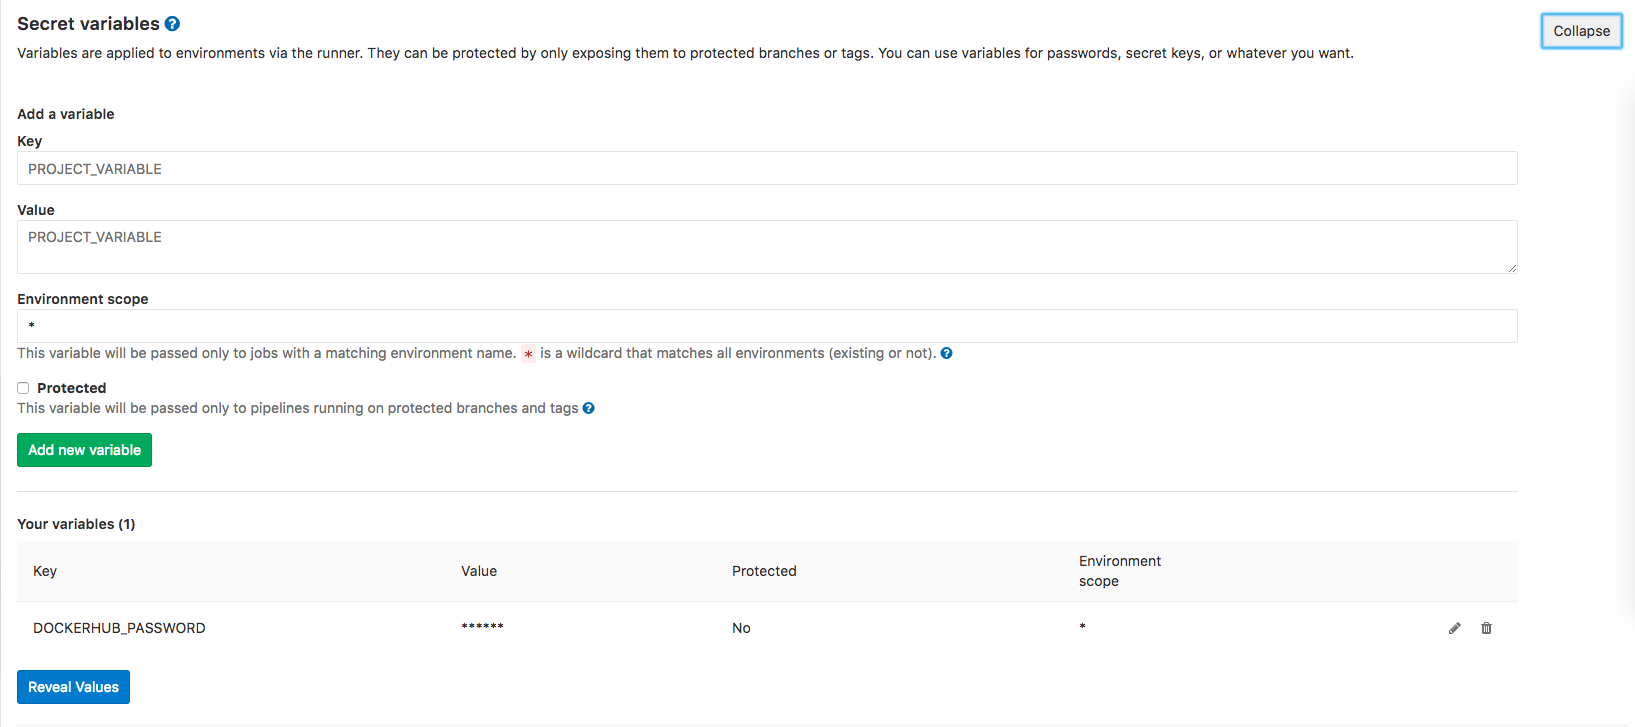 Secret variables
Collapse
Variables are applied to environments via the runner. They can be protected by only exposing them to protected branches or tags. You can use variables for passwords, secret keys, or whatever you want.
Add a variable
Key
PROJECT_VARIABLE
Value
PROJECT_VARIABLE
Environment scope
*
This variable will be passed only to jobs with a matching environment name. * is a wildcard that matches all environments (existing or not).
Protected
This variable will be passed only to pipelines running on protected branches and tags
Add new variable
Your variables (1)
Key Value Protected Environment scope
DOCKERHUB_PASSWORD ****** No *
Reveal Values